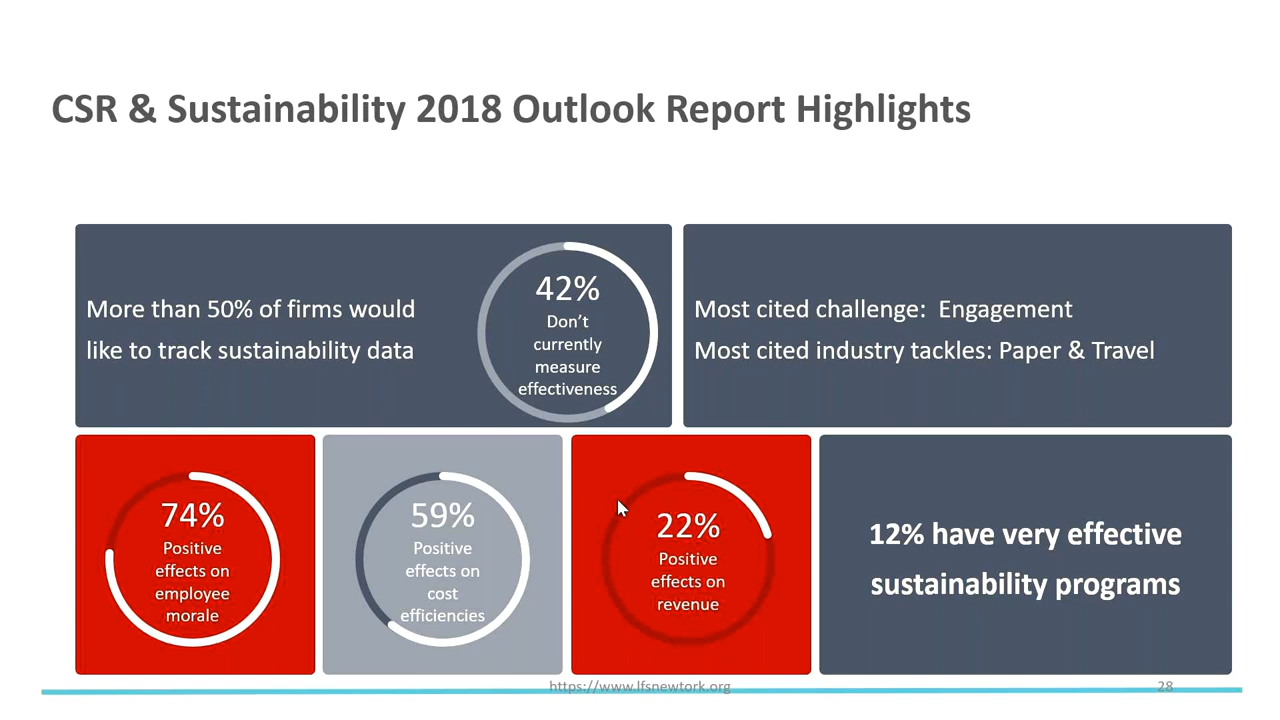 CSR & Sustainability 2018 Outlook Report Highlights
More than 50% of firms would
like to track sustainability data
42%
Don't
currently
measure
effectiveness
Most cited challenge:  Engagement
Most cited industry tackles: Paper & Travel
74%
Positive
effects on
employee
morale
59%
Positive
effects on
cost
efficiencies
22%
Positive
effects on
revenue
12% have very effective
sustainability programs
https://www.lfsnewtork.org
28